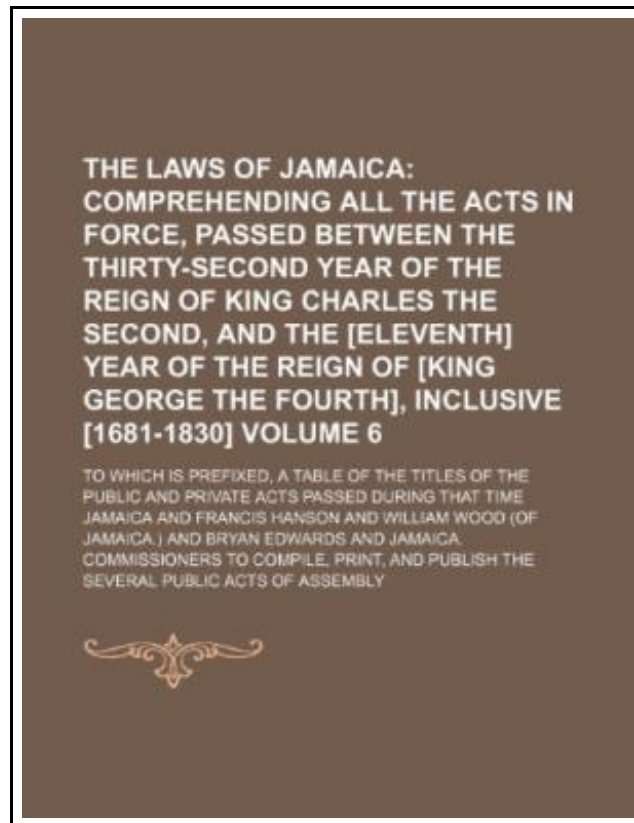 THE LAWS OF JAMAICA:
COMPREHENDING ALL THE ACTS IN
FORCE, PASSED BETWEEN THE
THIRTY-SECOND YEAR OF THE
REIGN OF KING CHARLES THE
SECOND, AND THE [ELEVENTH]
YEAR OF THE REIGN OF [KING
GEORGE THE FOURTH], INCLUSIVE
[1681-1830] VOLUME 6
TO WHICH IS PREFIXED, A TABLE OF THE TITLES OF THE
PUBLIC AND PRIVATE ACTS PASSED DURING THAT TIME
JAMAICA AND FRANCIS HANSON AND WILLIAM WOOD (OF
JAMAICA.) AND BRYAN EDWARDS AND JAMAICA.
COMMISSIONERS TO COMPILE, PRINT, AND PUBLISH THE
SEVERAL PUBLIC ACTS OF ASSEMBLY